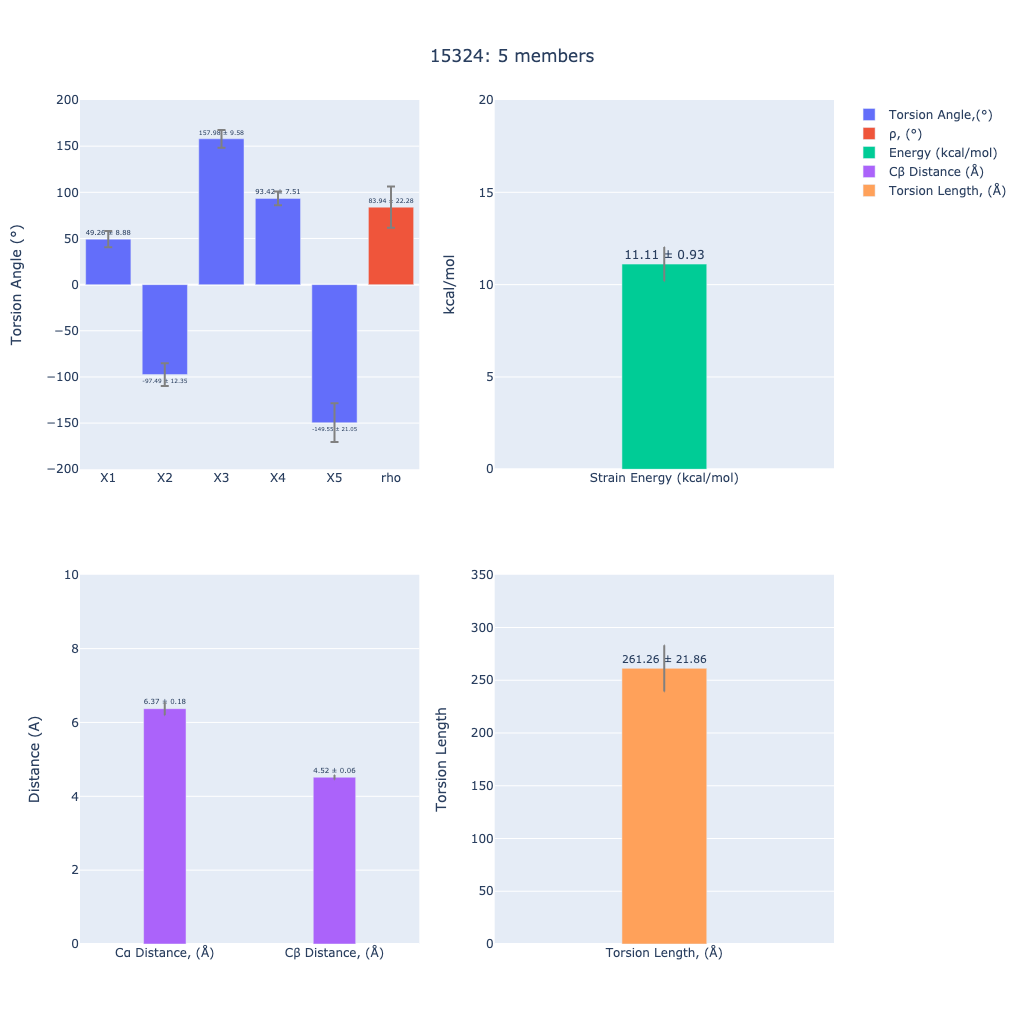 15324: 5 members
Torsion Angle (°)
200
150
100
50
0
−50
−100
−150
−200
49.26 ± 8.88
-97.49 ± 12.35
157.98 ± 9.58
93.42 ± 7.51
-149.55 ± 21.05
83.94 ± 22.28
X1 X2 X3 X4 X5 rho
kcal/mol
20
15
10
5
0
11.11 ± 0.93
Strain Energy (kcal/mol)
Torsion Angle,(°)
ρ, (°)
Energy (kcal/mol)
Cβ Distance (Å)
Torsion Length, (Å)
Distance (A)
10
8
6
4
2
0
6.37 ± 0.18
4.52 ± 0.06
Cα Distance, (Å) Cβ Distance, (Å)
Torsion Length
350
300
250
200
150
100
50
0
261.26 ± 21.86
Torsion Length, (Å)